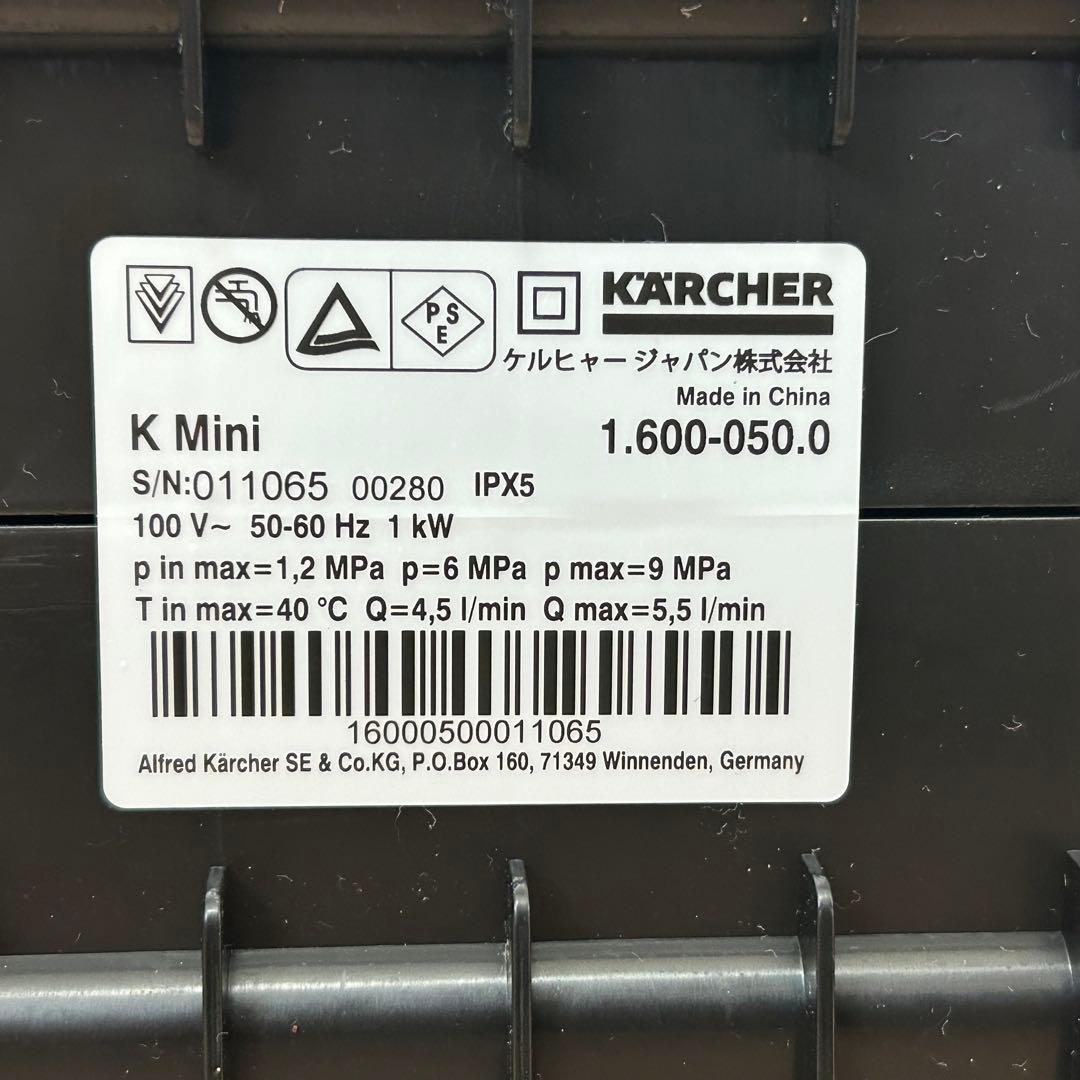 PSE
KÄRCHER
ケルヒャー ジャパン株式会社
Made in China
K Mini 1.600-050.0
S/N:011065 00280 IPX5
100 V~ 50-60 Hz 1 kW
p in max=1,2 MPa p=6 MPa p max=9 MPa
T in max=40 °C Q=4,5 l/min Q max=5,5 l/min
16000500011065
Alfred Kärcher SE & Co.KG, P.O.Box 160, 71349 Winnenden, Germany